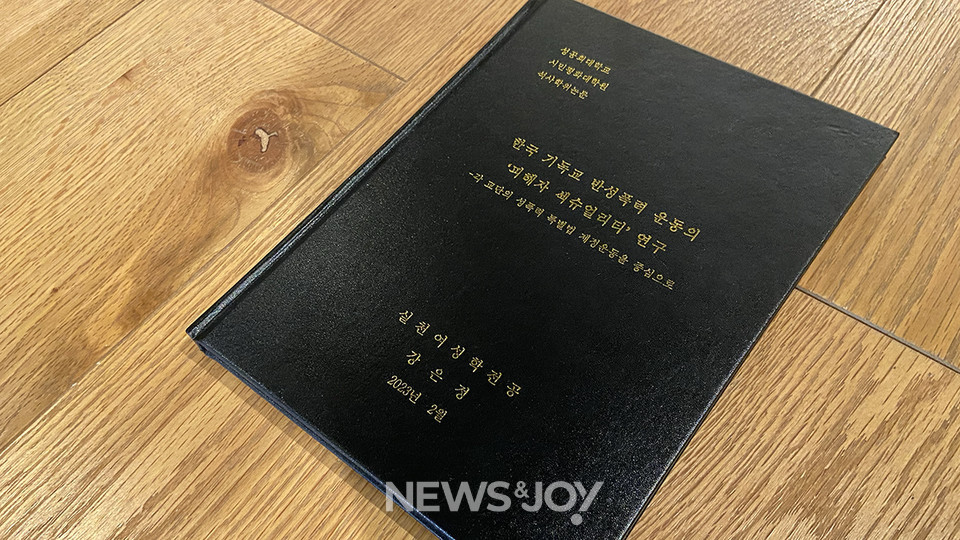 성공회대학교
시민평화대학원
석사학위논문
한국 기독교 반성폭력 운동의
'피해자 섹슈얼리티' 연구
-각 교단의 성폭력 특별법 제정운동을 중심으로
실천여성학전공
강은경
2023년 2월
NEWS&JOY